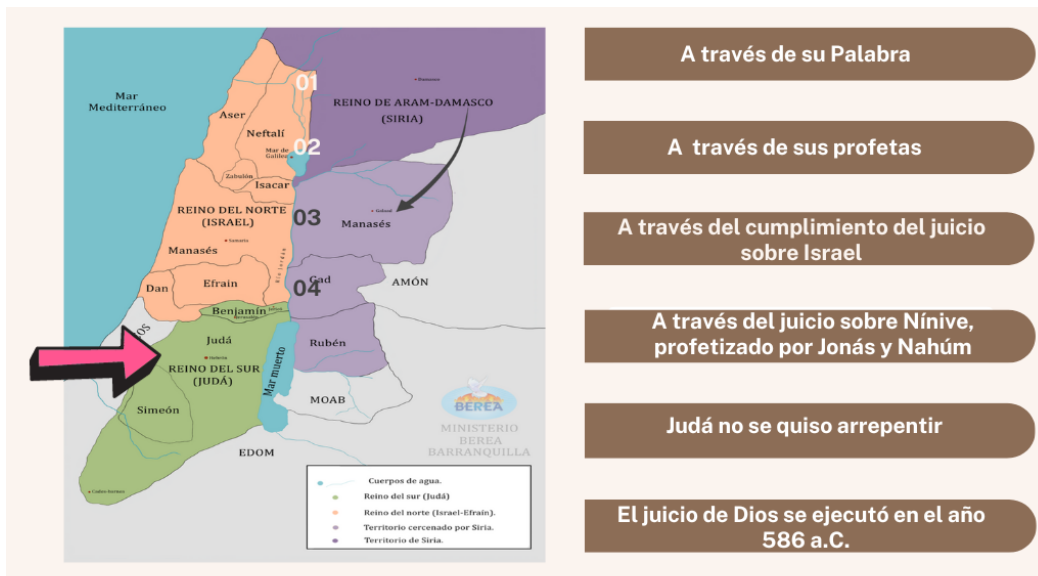 Mar
Mediterráneo
Aser
Neftalí
Mar de
Galilea
Zabulón
Isacar
01
02
03
04
Damasco
REINO DE ARAM-DAMASCO
(SIRIA)
REINO DEL NORTE
(ISRAEL)
Samaria
Manasés
Manasés
Río Jordán
Dan
Efraín
Gad
AMÓN
Benjamín
OS
Judá
REINO DEL SUR
(JUDÁ)
Mar muerto
Rubén
Simeón
MOAB
EDOM
BEREA
MINISTERIO
BEREA
BARRANQUILLA
Cuerpos de agua.
Reino del sur (Judá)
Reino del norte (Israel-Efraín).
Territorio cercenado por Siria.
Territorio de Siria.
A través de su Palabra
A través de sus profetas
A través del cumplimiento del juicio
sobre Israel
A través del juicio sobre Nínive,
profetizado por Jonás y Nahúm
Judá no se quiso arrepentir
El juicio de Dios se ejecutó en el año
586 a.C.